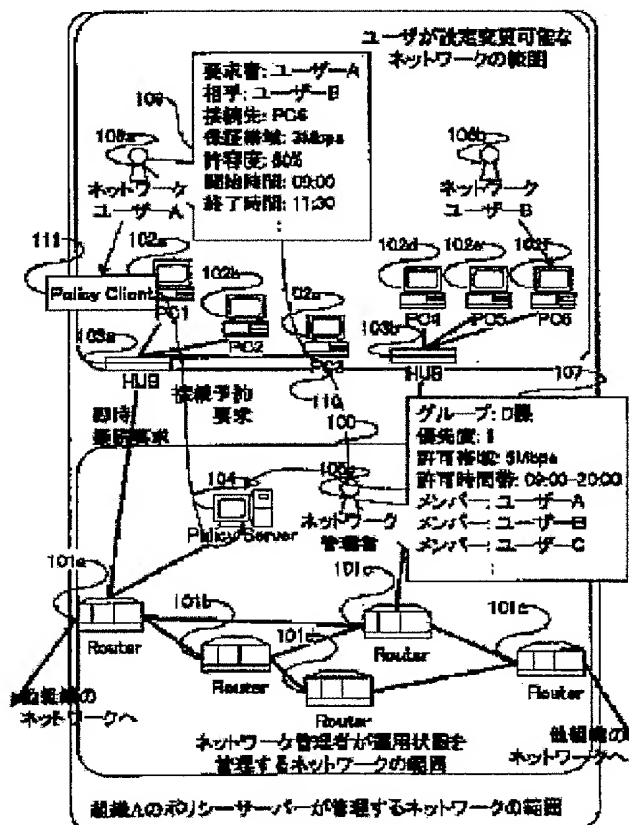 ユーザが設定変更可能な
ネットワークの範囲
要求者: ユーザーA
相手: ユーザーB
接続先: PC6
保証帯域: 3Mbps
許容度: 80%
開始時間: 09:00
終了時間: 11:30
:
109
106a
ネットワーク
ユーザーA
106b
ネットワーク
ユーザーB
111
102a
Policy Client
PC1
102b
PC2
02c
PC3
102d
PC4
102e
PC5
102f
PC6
103a
HUB
103b
HUB
接続予約
要求
即時
接続要求
110
100
107
グループ: D課
優先度: 1
許可帯域: 5Mbps
許可時間帯: 09:00-20:00
メンバー: ユーザーA
メンバー: ユーザーB
メンバー: ユーザーC
:
104
Policy Server
ネットワーク
管理者
101a
Router
101b
Router
101c
Router
Router
Router
他組織の
ネットワークへ
他組織の
ネットワークへ
ネットワーク管理者が運用状態を
管理するネットワークの範囲
組織Aのポリシーサーバーが管理するネットワークの範囲